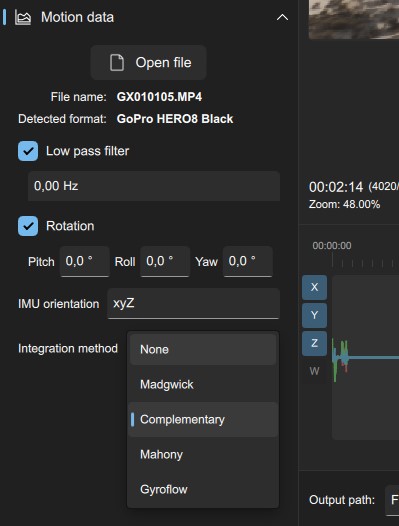 Motion data
Open file
File name: GX010105.MP4
Detected format: GoPro HERO8 Black
Low pass filter
0,00 Hz
Rotation
Pitch 0,0 ° Roll 0,0 ° Yaw 0,0 °
IMU orientation xyZ
Integration method
None
Madgwick
Complementary
Mahony
Gyroflow
00:02:14 (4020/
Zoom: 48.00%
00:00:00
X
Y
Z
W
Output path: F